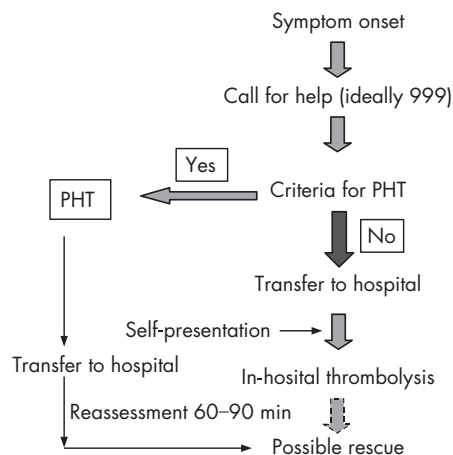 Symptom onset
Call for help (ideally 999)
Yes
Criteria for PHT
PHT
No
Transfer to hospital
Self-presentation
Transfer to hospital
In-hosital thrombolysis
Reassessment 60–90 min
Possible rescue